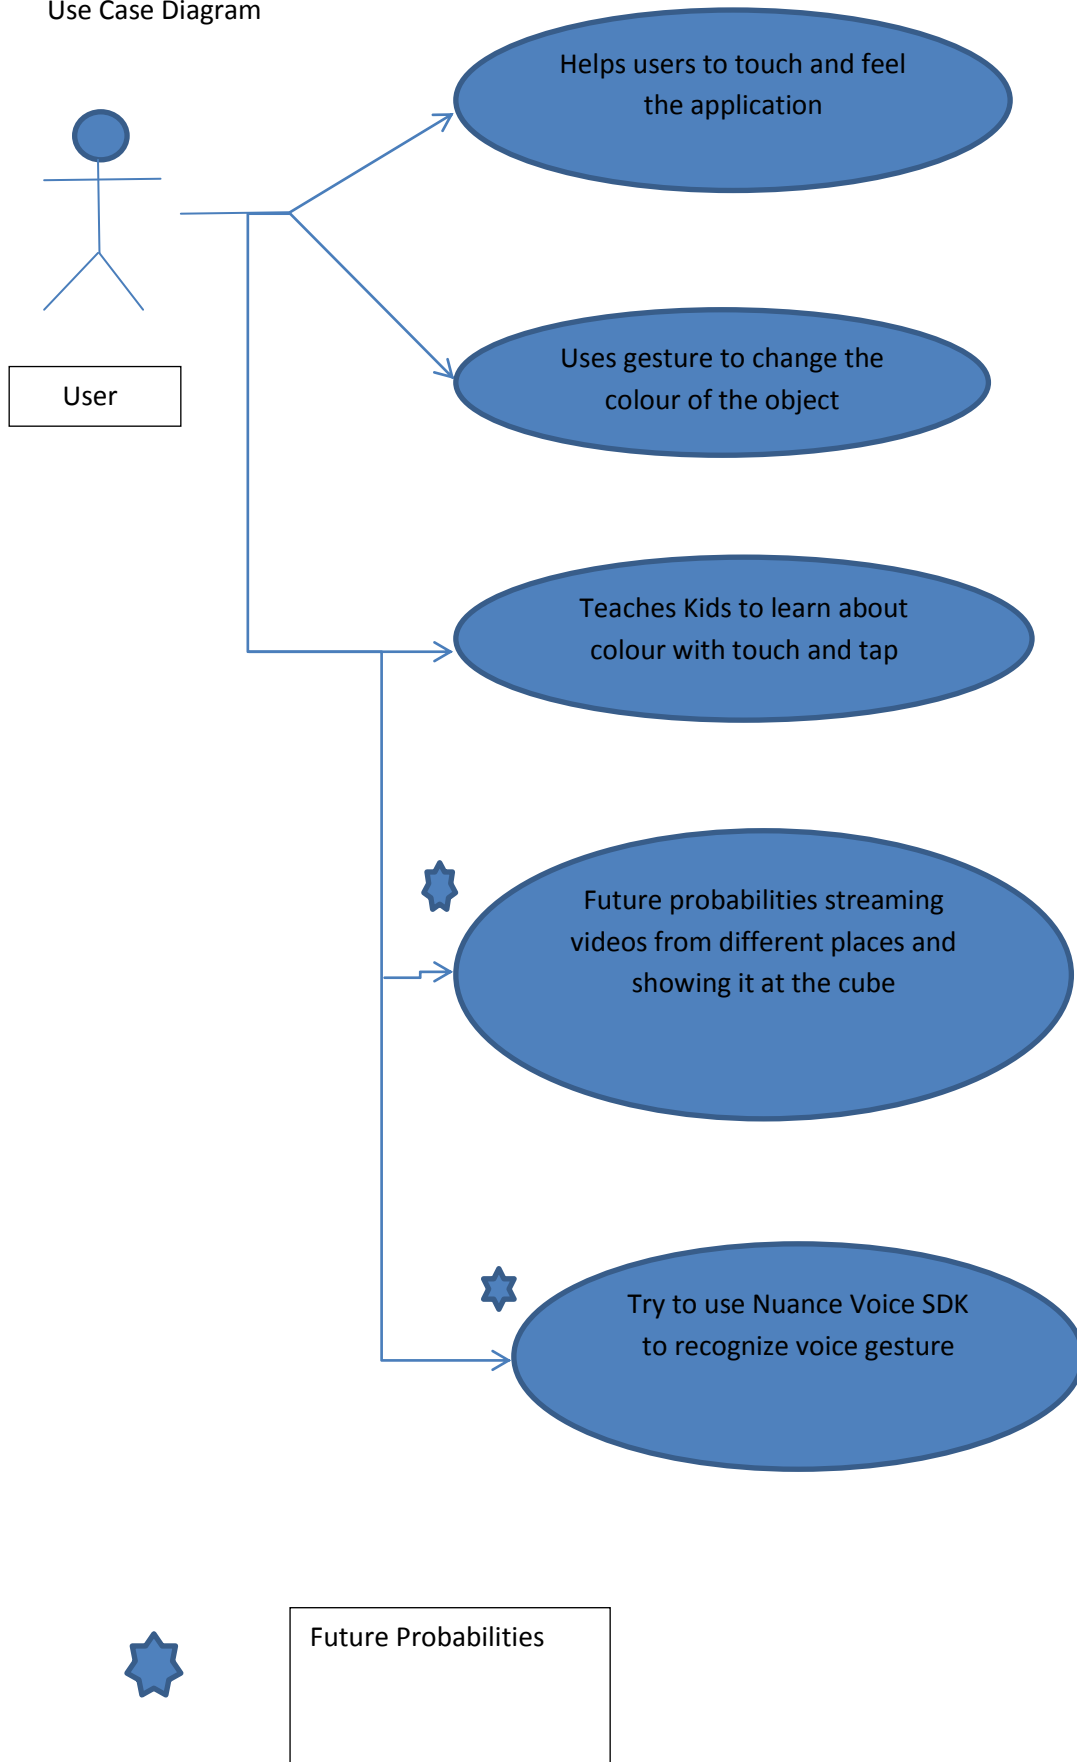 Use Case Diagram
Helps users to touch and feel
the application
Uses gesture to change the
colour of the object
User
Teaches Kids to learn about
colour with touch and tap
Future probabilities streaming
videos from different places and
showing it at the cube
Try to use Nuance Voice SDK
to recognize voice gesture
Future Probabilities